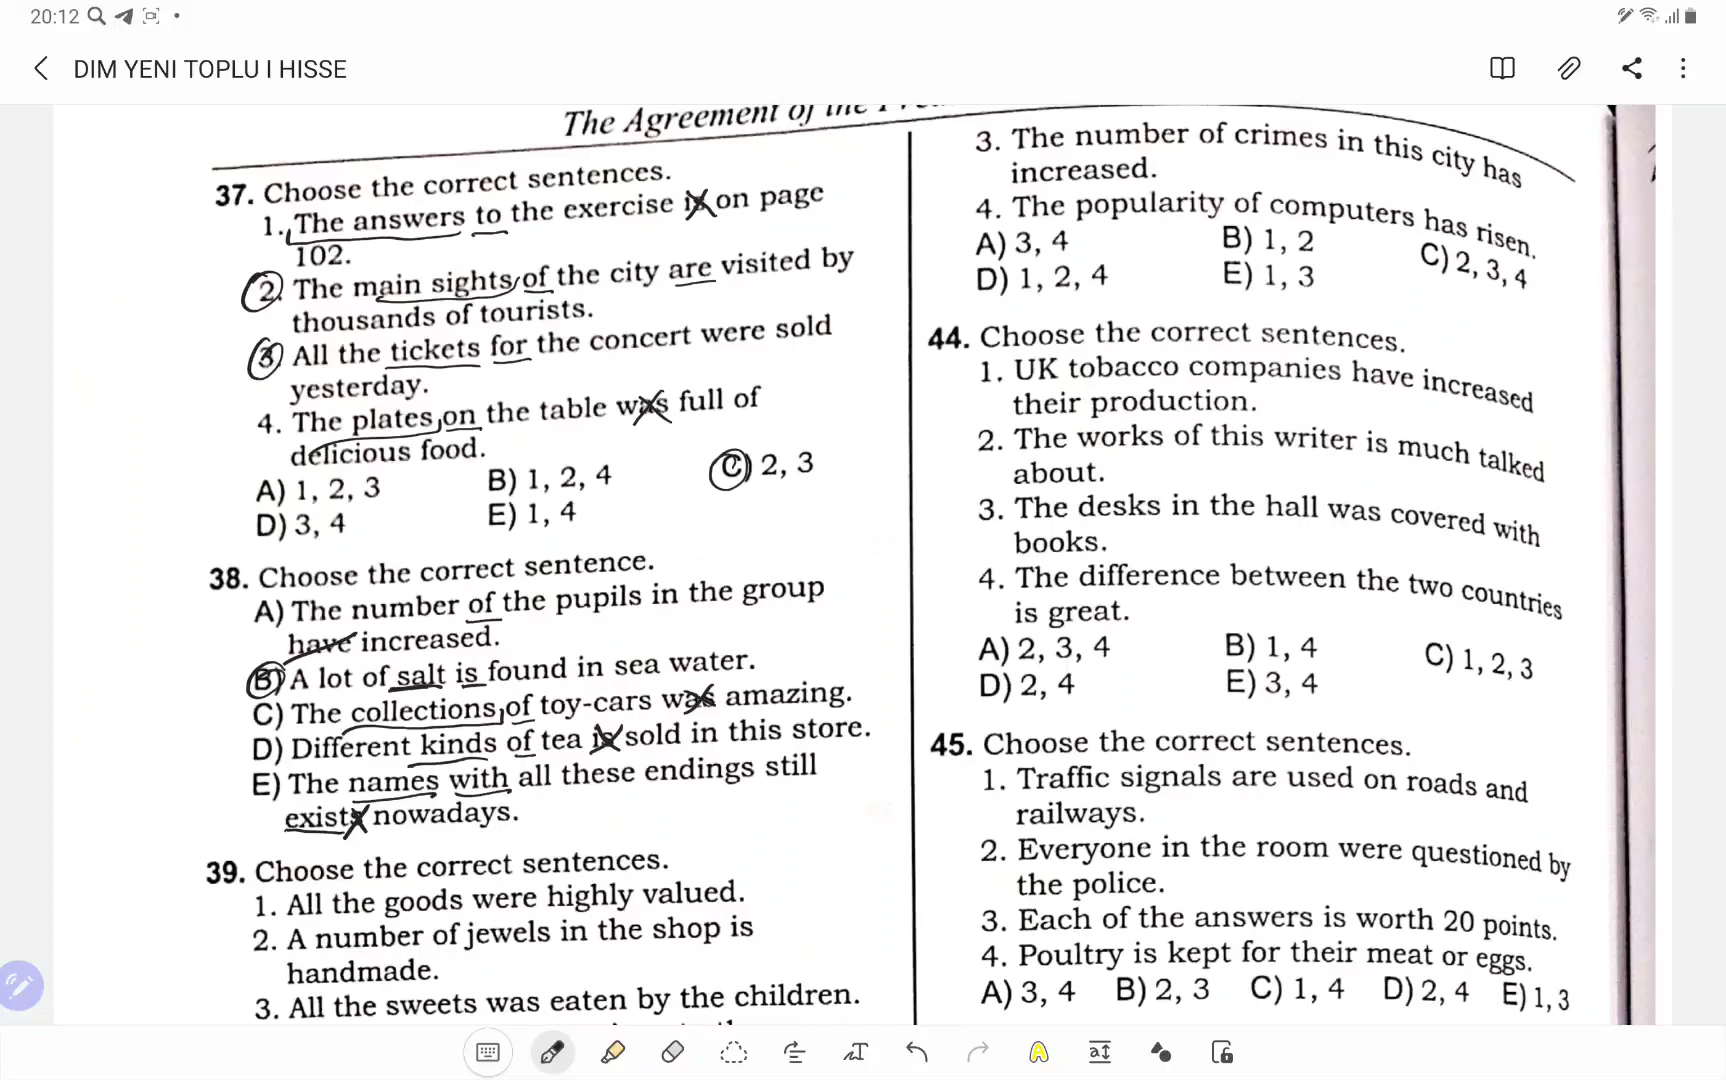 20:12
DIM YENI TOPLU I HISSE
The Agreement of the
37. Choose the correct sentences.
1. The answers to the exercise is on page
102.
2. The main sights of the city are visited by
thousands of tourists.
3. All the tickets for the concert were sold
yesterday.
4. The plates on the table was full of
delicious food.
A) 1, 2, 3 B) 1, 2, 4 C) 2, 3
D) 3, 4 E) 1, 4
38. Choose the correct sentence.
A) The number of the pupils in the group
have increased.
B) A lot of salt is found in sea water.
C) The collections of toy-cars was amazing.
D) Different kinds of tea is sold in this store.
E) The names with all these endings still
exists nowadays.
39. Choose the correct sentences.
1. All the goods were highly valued.
2. A number of jewels in the shop is
handmade.
3. All the sweets was eaten by the children.
3. The number of crimes in this city has
increased.
4. The popularity of computers has risen.
A) 3, 4 B) 1, 2 C) 2, 3, 4
D) 1, 2, 4 E) 1, 3
44. Choose the correct sentences.
1. UK tobacco companies have increased
their production.
2. The works of this writer is much talked
about.
3. The desks in the hall was covered with
books.
4. The difference between the two countries
is great.
A) 2, 3, 4 B) 1, 4 C) 1, 2, 3
D) 2, 4 E) 3, 4
45. Choose the correct sentences.
1. Traffic signals are used on roads and
railways.
2. Everyone in the room were questioned by
the police.
3. Each of the answers is worth 20 points.
4. Poultry is kept for their meat or eggs.
A) 3, 4 B) 2, 3 C) 1, 4 D) 2, 4 E) 1, 3